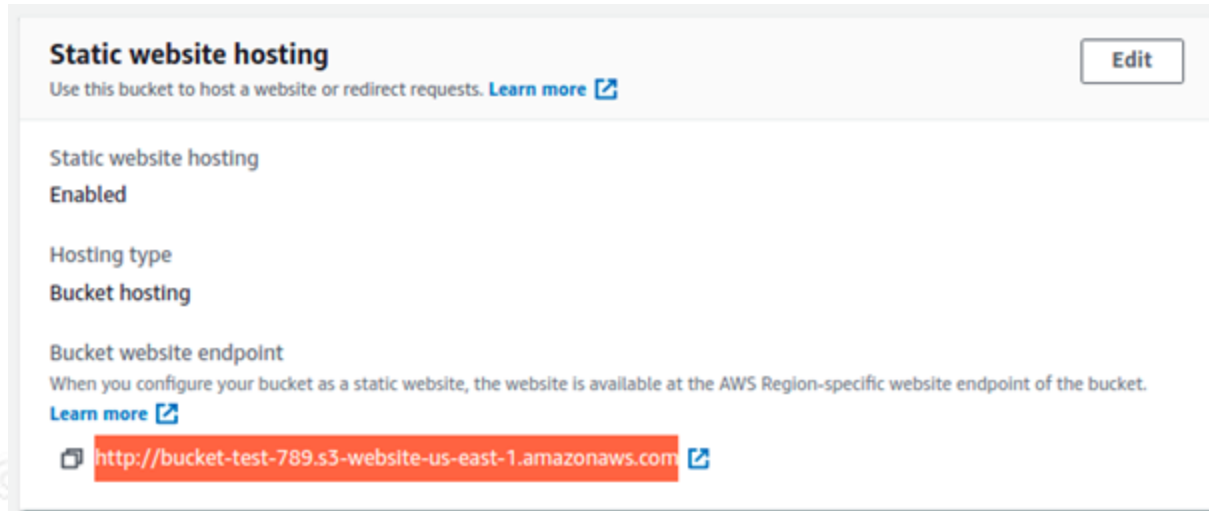 Static website hosting
Edit
Use this bucket to host a website or redirect requests. Learn more
Static website hosting
Enabled
Hosting type
Bucket hosting
Bucket website endpoint
When you configure your bucket as a static website, the website is available at the AWS Region-specific website endpoint of the bucket.
Learn more
http://bucket-test-789.s3-website-us-east-1.amazonaws.com